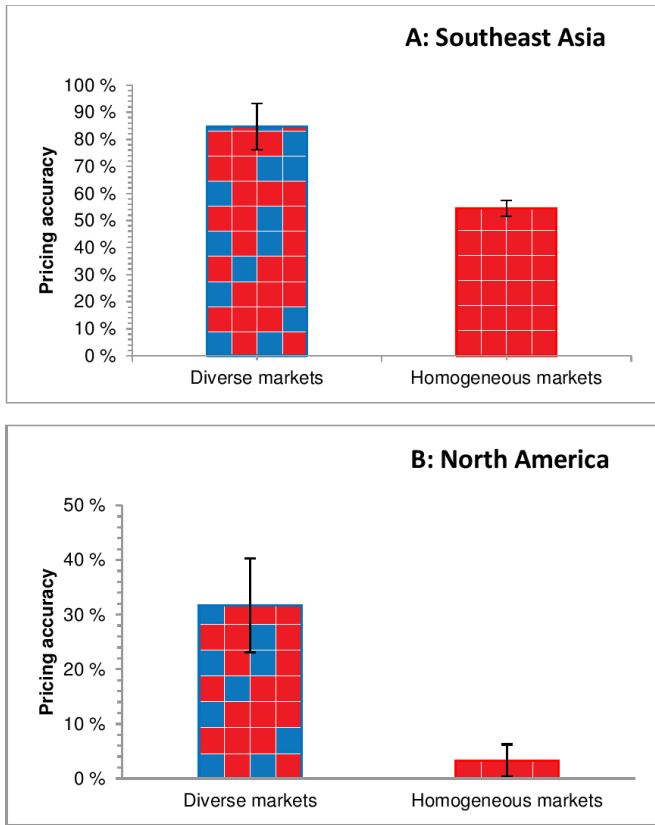 A: Southeast Asia
Pricing accuracy
100 %
90 %
80 %
70 %
60 %
50 %
40 %
30 %
20 %
10 %
0 %
Diverse markets
Homogeneous markets
B: North America
Pricing accuracy
50 %
40 %
30 %
20 %
10 %
0 %
Diverse markets
Homogeneous markets